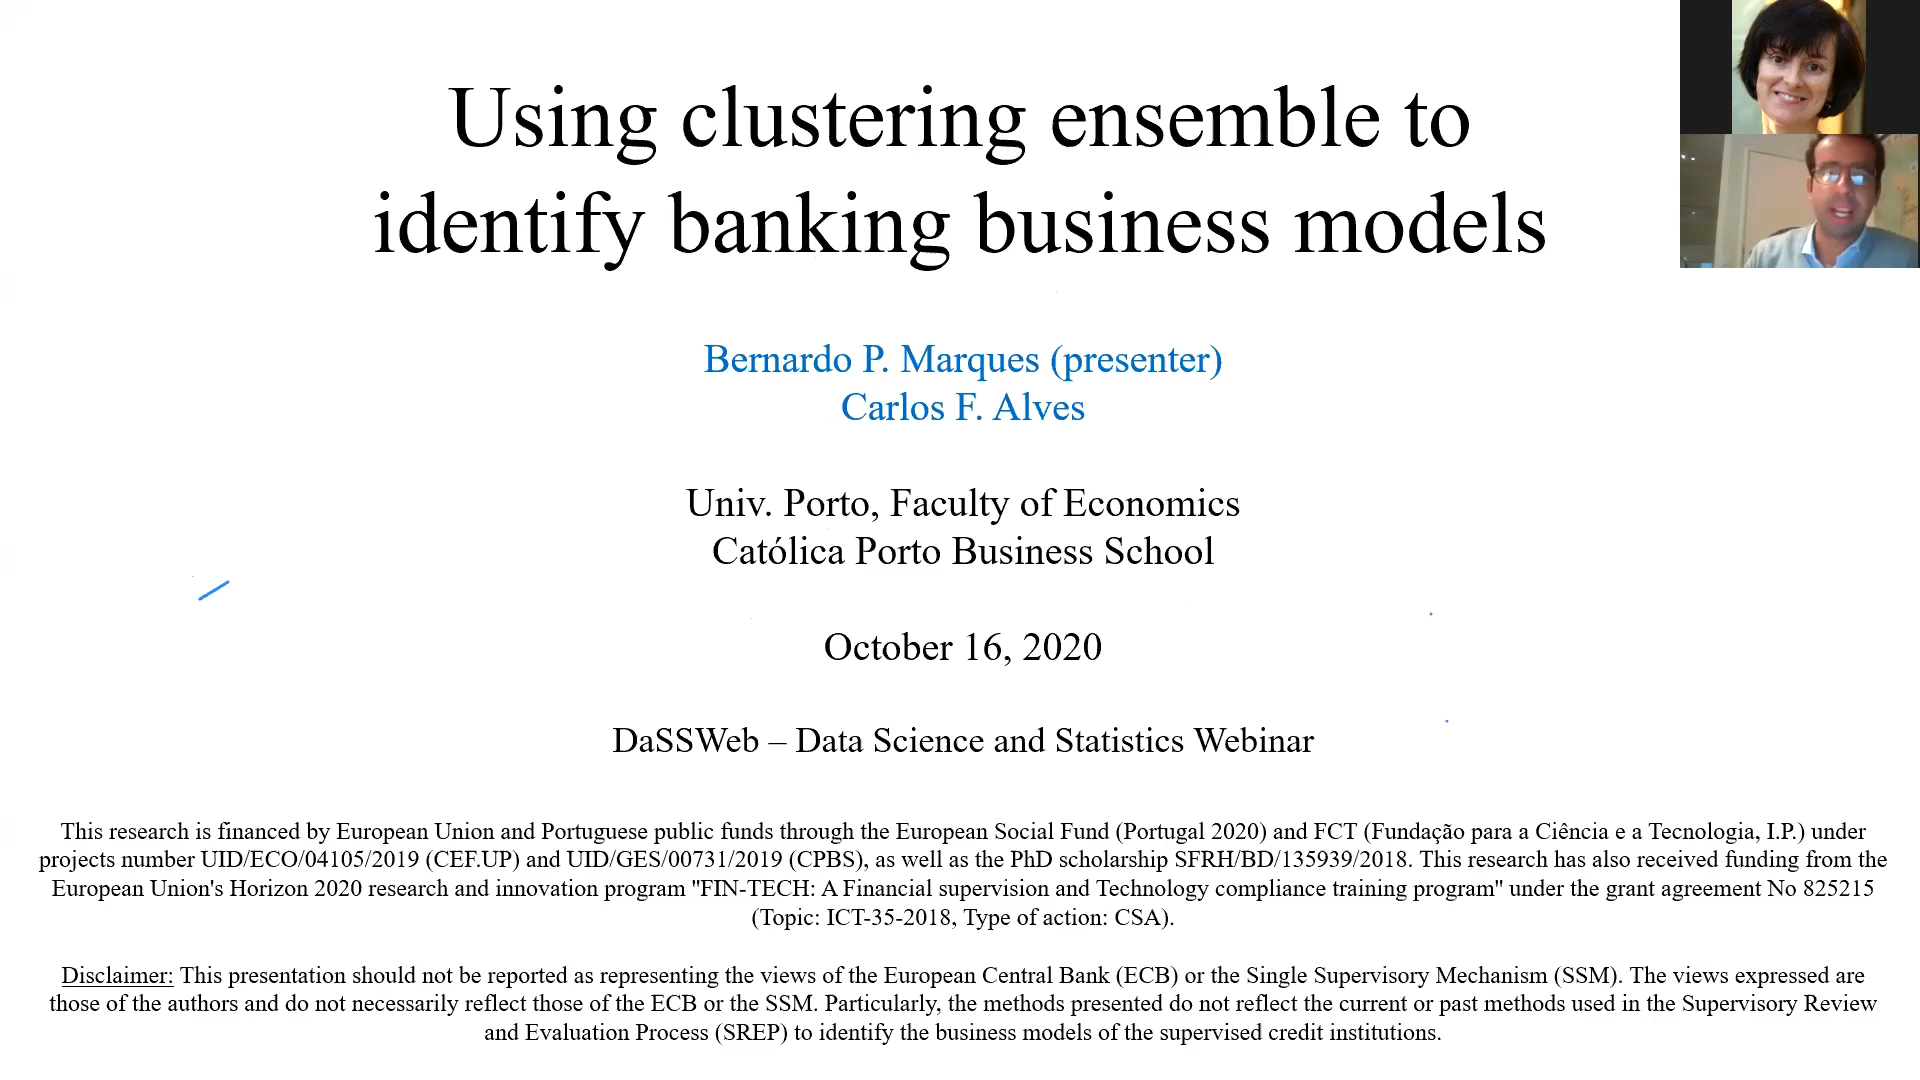 Using clustering ensemble to
identify banking business models
Bernardo P. Marques (presenter)
Carlos F. Alves
Univ. Porto, Faculty of Economics
Católica Porto Business School
October 16, 2020
DaSSWeb – Data Science and Statistics Webinar
This research is financed by European Union and Portuguese public funds through the European Social Fund (Portugal 2020) and FCT (Fundação para a Ciência e a Tecnologia, I.P.) under
projects number UID/ECO/04105/2019 (CEF.UP) and UID/GES/00731/2019 (CPBS), as well as the PhD scholarship SFRH/BD/135939/2018. This research has also received funding from the
European Union's Horizon 2020 research and innovation program "FIN-TECH: A Financial supervision and Technology compliance training program" under the grant agreement No 825215
(Topic: ICT-35-2018, Type of action: CSA).
Disclaimer: This presentation should not be reported as representing the views of the European Central Bank (ECB) or the Single Supervisory Mechanism (SSM). The views expressed are
those of the authors and do not necessarily reflect those of the ECB or the SSM. Particularly, the methods presented do not reflect the current or past methods used in the Supervisory Review
and Evaluation Process (SREP) to identify the business models of the supervised credit institutions.